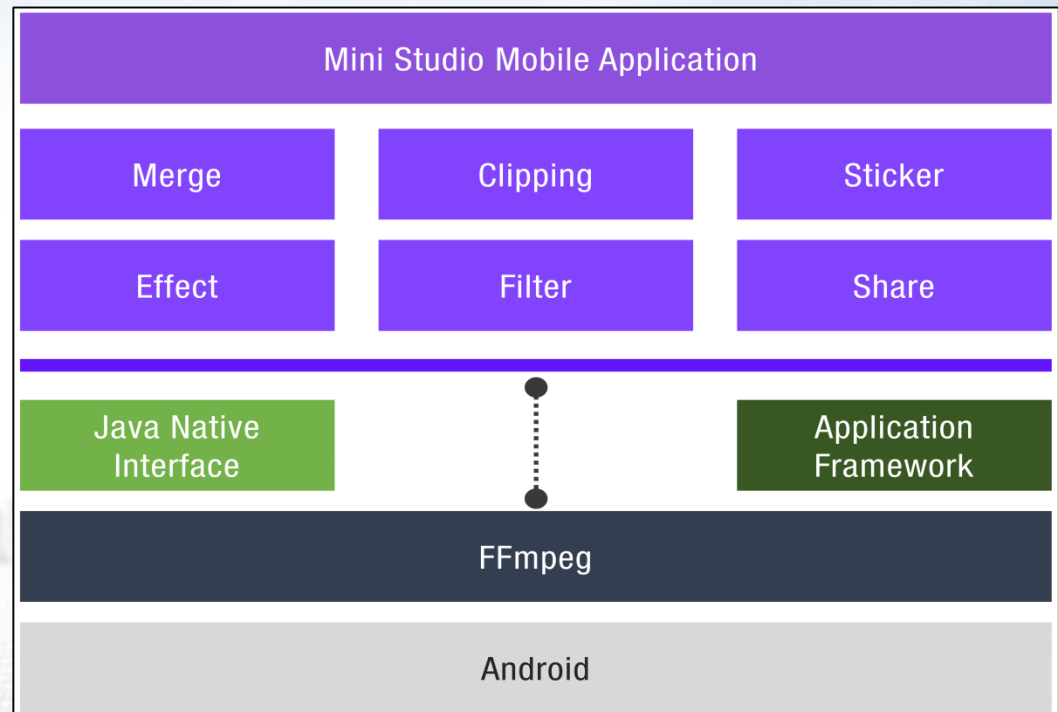 Mini Studio Mobile Application
Merge
Clipping
Sticker
Effect
Filter
Share
Java Native
Interface
Application
Framework
FFmpeg
Android